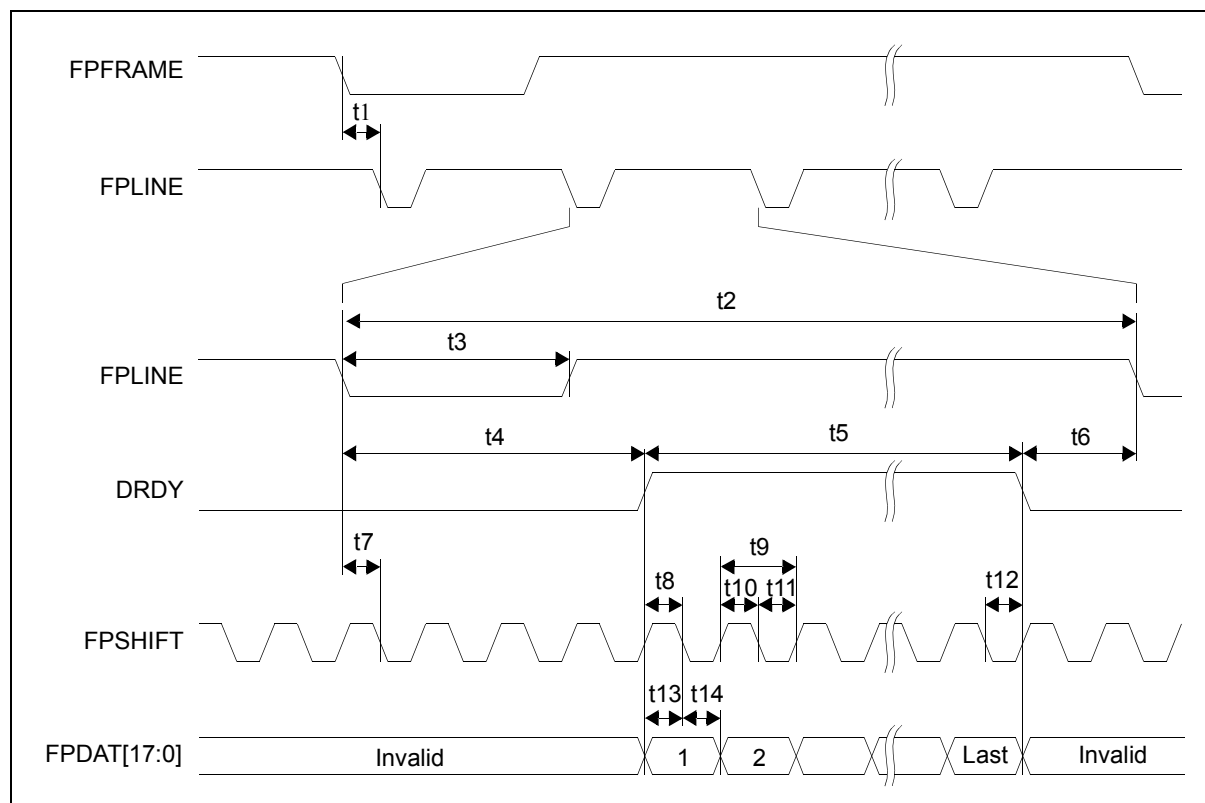 FPFRAME
t1
FPLINE
t2
t3
FPLINE
t4 t5 t6
DRDY
t7 t9
t8 t10 t11 t12
FPSHIFT
t13 t14
FPDAT[17:0] Invalid 1 2 Last Invalid